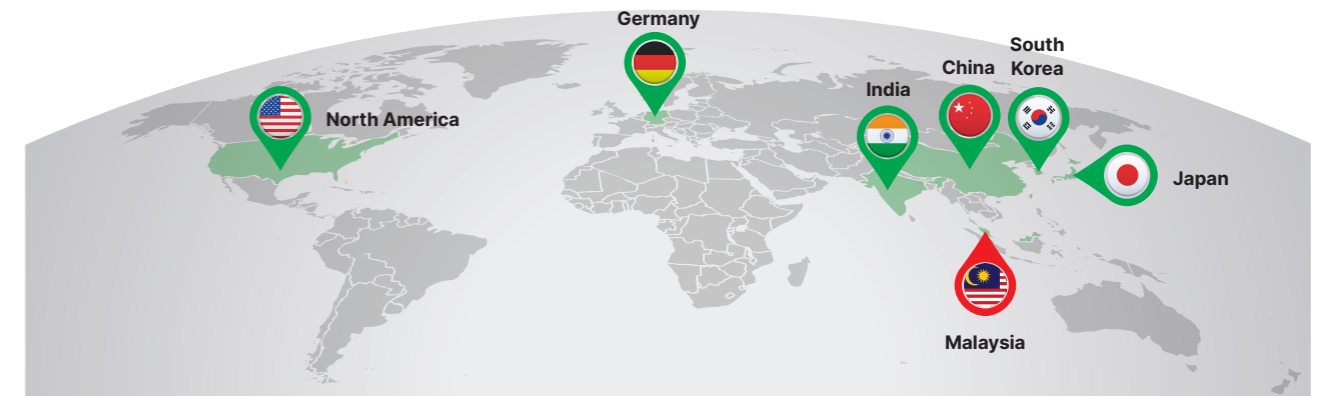 Germany
South
Korea
China
India
North America
Japan
Malaysia